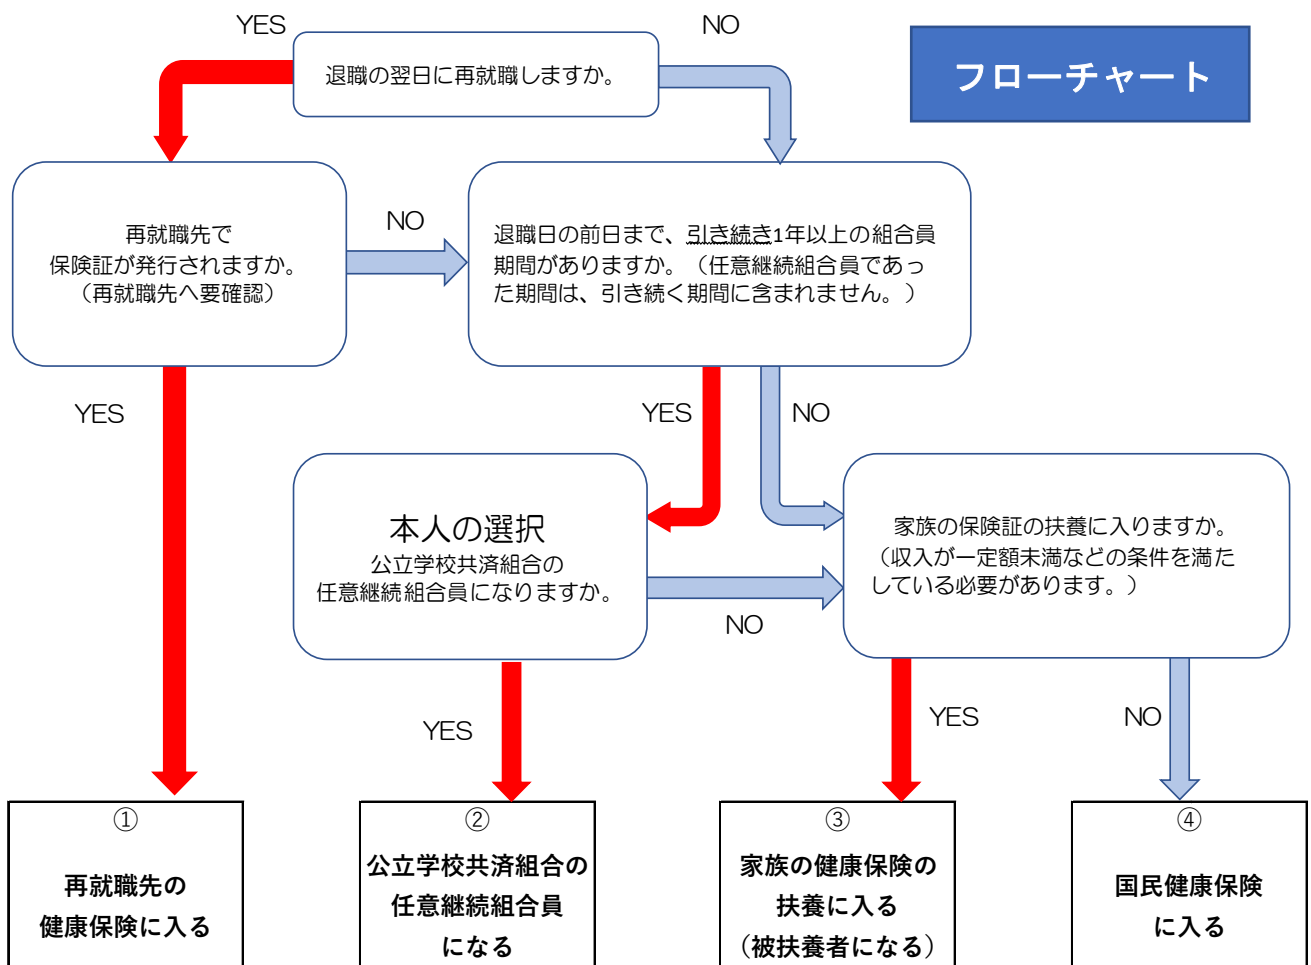 YES
NO
退職の翌日に再就職しますか。
フローチャート
再就職先で
保険証が発行されますか。
（再就職先へ要確認）
NO
退職日の前日まで、引き続き1年以上の組合員
期間がありますか。（任意継続組合員であっ
た期間は、引き続く期間に含まれません。）
YES
YES
NO
本人の選択
公立学校共済組合の
任意継続組合員になりますか。
NO
家族の保険証の扶養に入りますか。
（収入が一定額未満などの条件を満た
している必要があります。）
YES
YES
NO
①
再就職先の
健康保険に入る
②
公立学校共済組合の
任意継続組合員
になる
③
家族の健康保険の
扶養に入る
（被扶養者になる）
④
国民健康保険
に入る